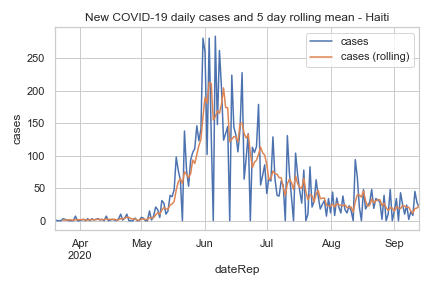 New COVID-19 daily cases and 5 day rolling mean - Haiti
cases
cases (rolling)
250
200
150
100
50
0
cases
Apr
2020
May
Jun
Jul
Aug
Sep
dateRep